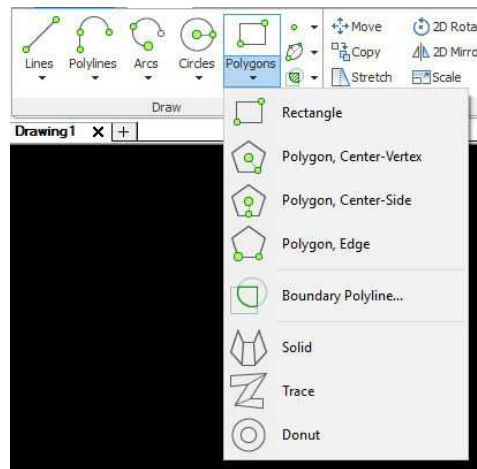 Lines Polylines Arcs Circles Polygons
Move 2D Rota
Copy 2D Mirro
Stretch Scale
Draw
Drawing1 X +
Rectangle
Polygon, Center-Vertex
Polygon, Center-Side
Polygon, Edge
Boundary Polyline...
Solid
Trace
Donut